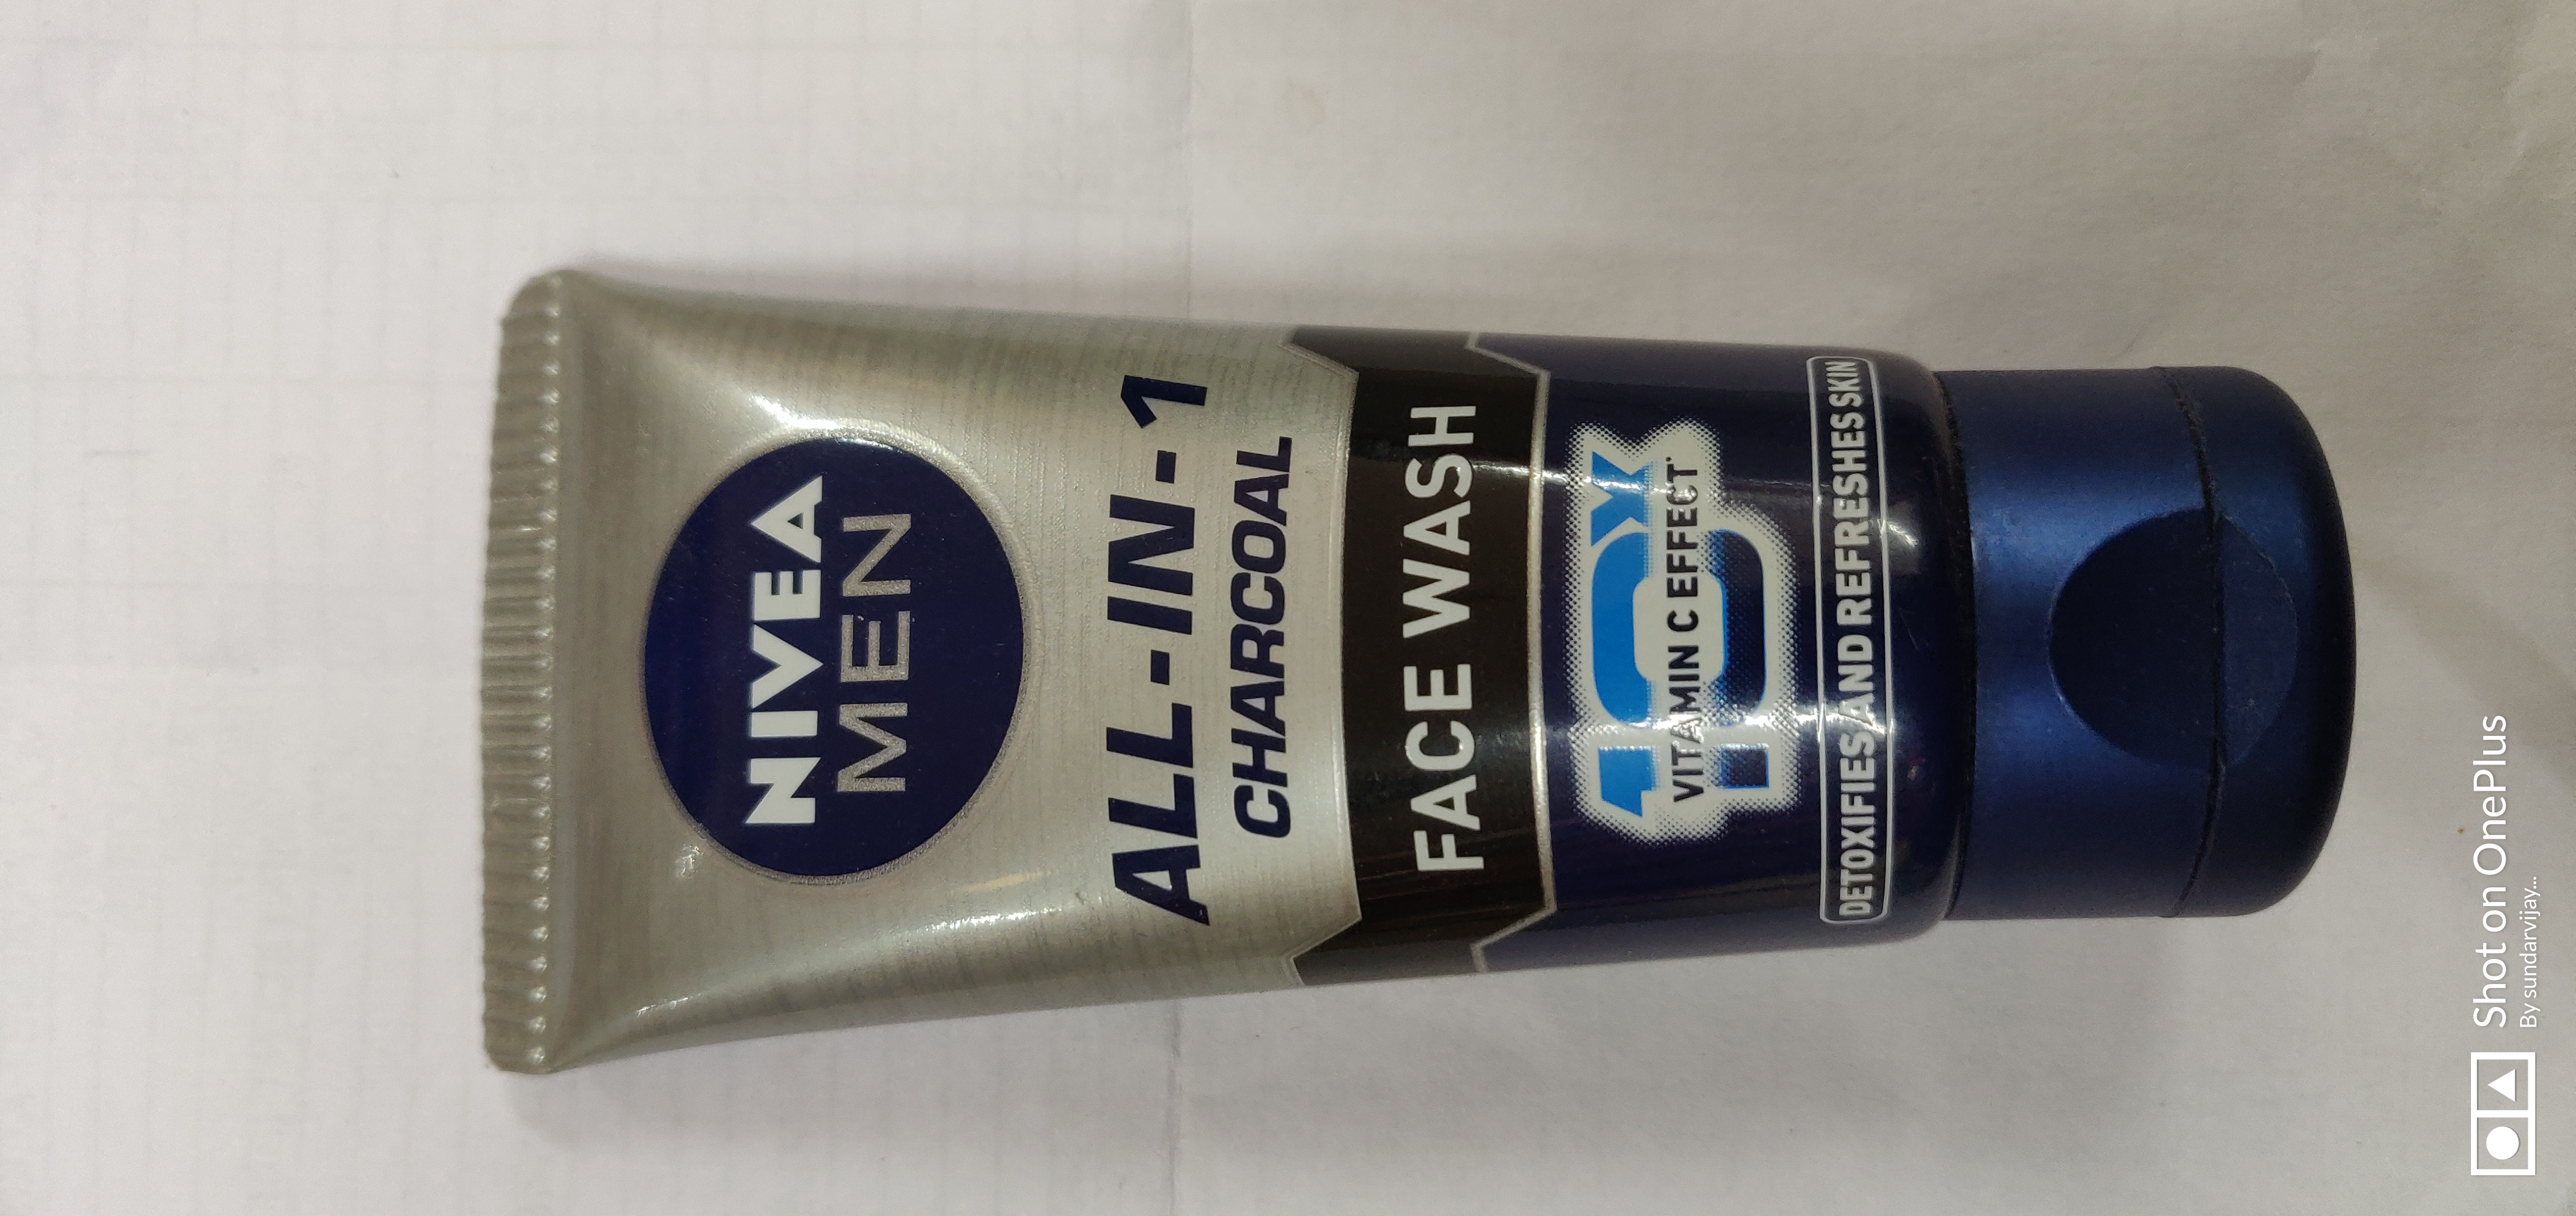 NIVEA
MEN
ALL-IN-1
CHARCOAL
FACE WASH
10X
VITAMIN C EFFECT*
DETOXIFIES AND REFRESHES SKIN
Shot on OnePlus
By sundarvijay...